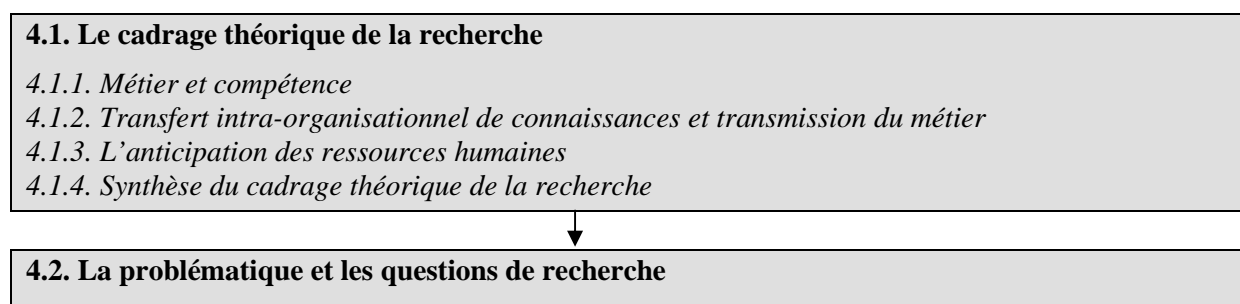 4.1. Le cadrage théorique de la recherche
4.1.1. Métier et compétence
4.1.2. Transfert intra-organisationnel de connaissances et transmission du métier
4.1.3. L'anticipation des ressources humaines
4.1.4. Synthèse du cadrage théorique de la recherche
4.2. La problématique et les questions de recherche